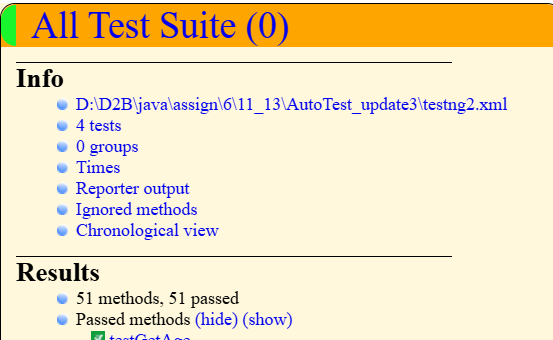 All Test Suite (0)
Info
D:\D2B\java\assign\6\11_13\AutoTest_update3\testng2.xml
4 tests
0 groups
Times
Reporter output
Ignored methods
Chronological view
Results
51 methods, 51 passed
Passed methods (hide) (show)
testGetAge